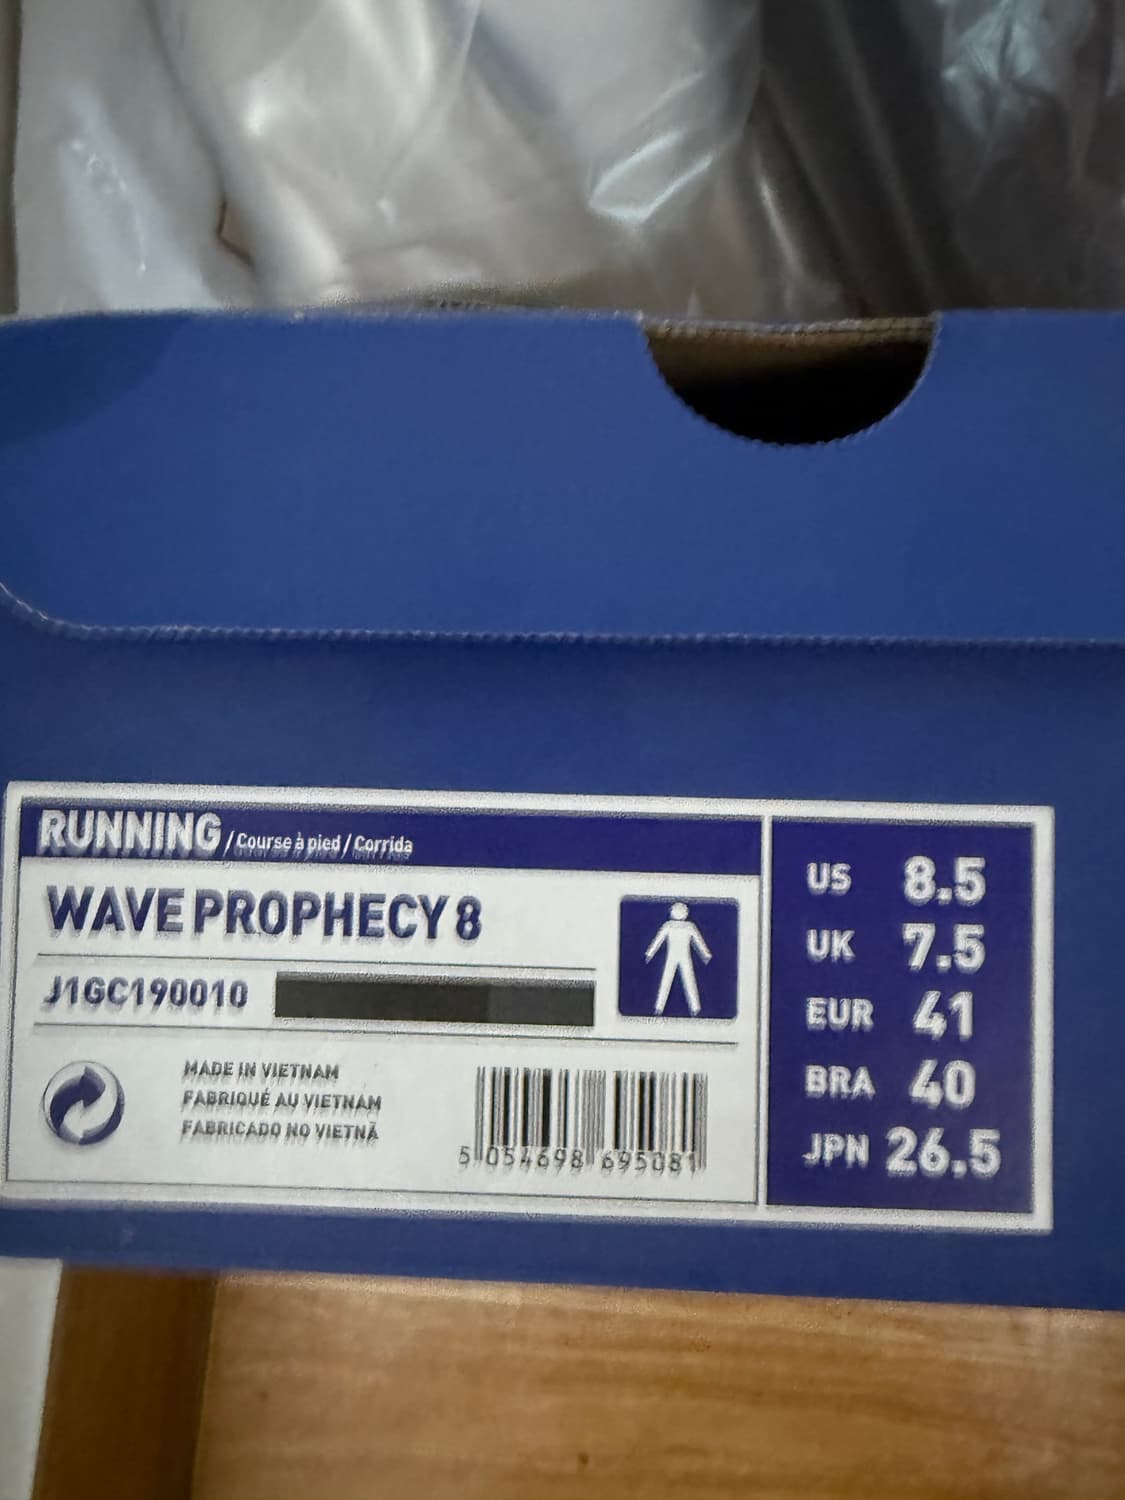 RUNNING / Course à pied / Corrida
WAVE PROPHECY 8
J1GC190010
MADE IN VIETNAM
FABRIQUÉ AU VIETNAM
FABRICADO NO VIETNÃ
5 054698 695081
US 8.5
UK 7.5
EUR 41
BRA 40
JPN 26.5